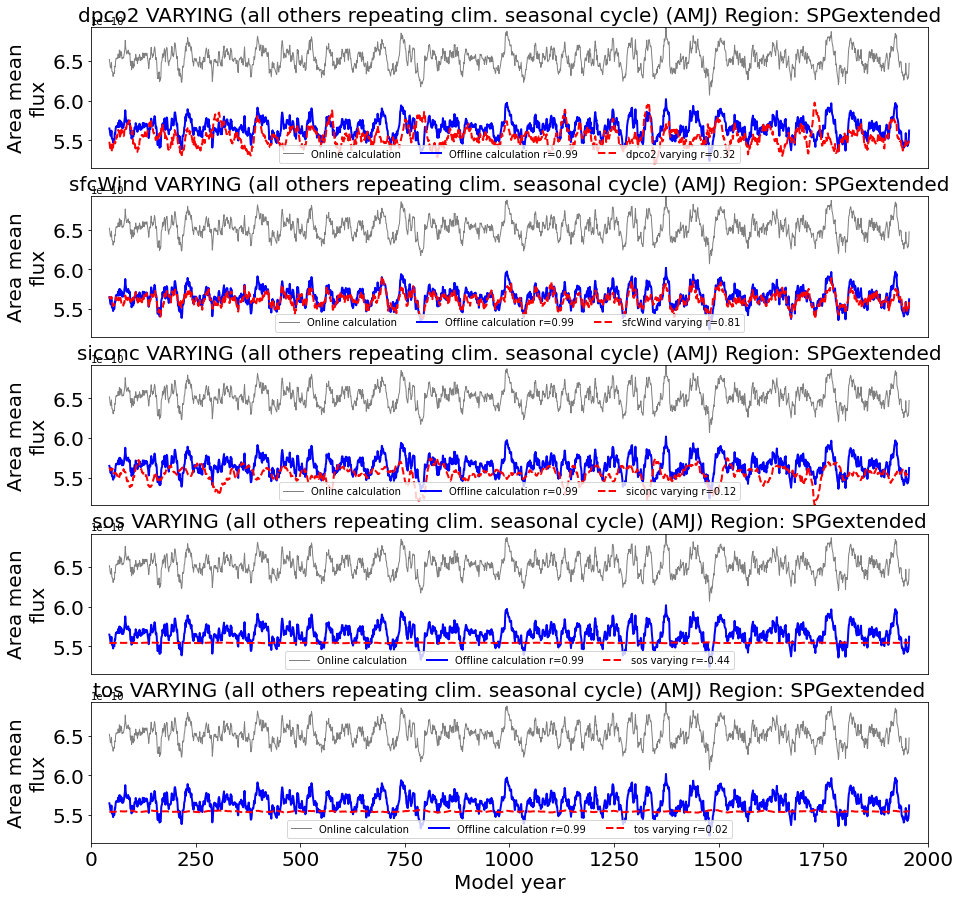 dpco2 VARYING (all others repeating clim. seasonal cycle) (AMJ) Region: SPGextended
1e−10
Area mean
flux
6.5
6.0
5.5
Online calculation
Offline calculation r=0.99
dpco2 varying r=0.32
sfcWind VARYING (all others repeating clim. seasonal cycle) (AMJ) Region: SPGextended
1e−10
Area mean
flux
6.5
6.0
5.5
Online calculation
Offline calculation r=0.99
sfcWind varying r=0.81
siconc VARYING (all others repeating clim. seasonal cycle) (AMJ) Region: SPGextended
1e−10
Area mean
flux
6.5
6.0
5.5
Online calculation
Offline calculation r=0.99
siconc varying r=0.12
sos VARYING (all others repeating clim. seasonal cycle) (AMJ) Region: SPGextended
1e−10
Area mean
flux
6.5
6.0
5.5
Online calculation
Offline calculation r=0.99
sos varying r=-0.44
tos VARYING (all others repeating clim. seasonal cycle) (AMJ) Region: SPGextended
1e−10
Area mean
flux
6.5
6.0
5.5
Online calculation
Offline calculation r=0.99
tos varying r=0.02
0 250 500 750 1000 1250 1500 1750 2000
Model year